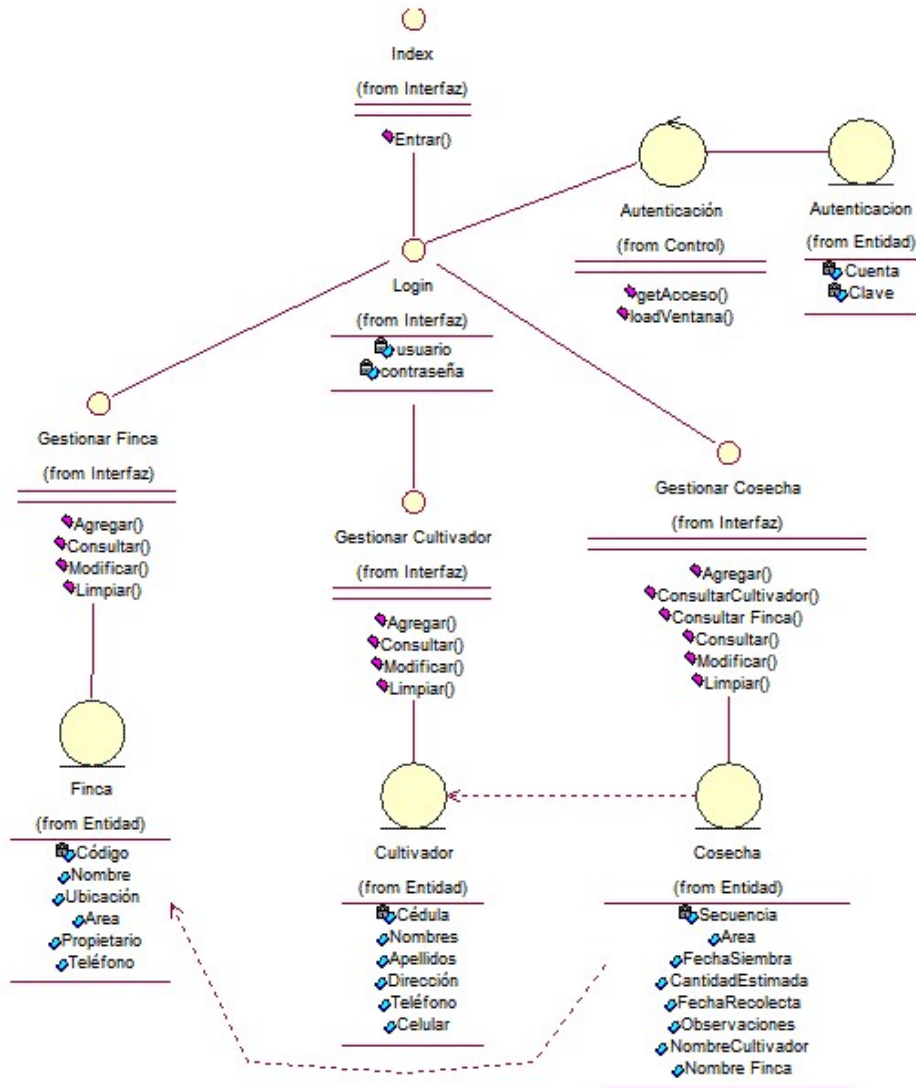 Index
(from Interfaz)
Entrar()
Autenticación
(from Control)
getAcceso()
loadVentana()
Autenticacion
(from Entidad)
Cuenta
Clave
Login
(from Interfaz)
usuario
contraseña
Gestionar Finca
(from Interfaz)
Agregar()
Consultar()
Modificar()
Limpiar()
Gestionar Cultivador
(from Interfaz)
Agregar()
Consultar()
Modificar()
Limpiar()
Gestionar Cosecha
(from Interfaz)
Agregar()
ConsultarCultivador()
Consultar Finca()
Consultar()
Modificar()
Limpiar()
Finca
(from Entidad)
Código
Nombre
Ubicación
Area
Propietario
Teléfono
Cultivador
(from Entidad)
Cédula
Nombres
Apellidos
Dirección
Teléfono
Celular
Cosecha
(from Entidad)
Secuencia
Area
FechaSiembra
CantidadEstimada
FechaRecolecta
Observaciones
NombreCultivador
Nombre Finca